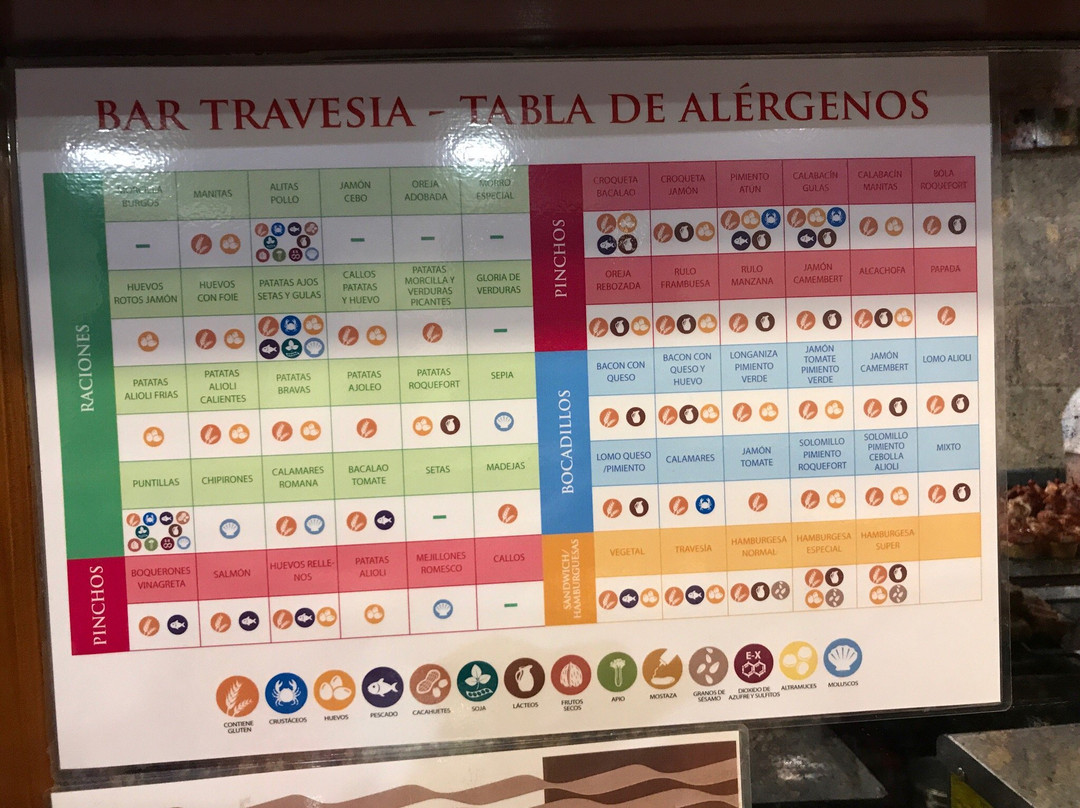 BAR TRAVESIA - TABLA DE ALÉRGENOS
RACIONES
BURGOS
MANITAS
ALITAS
POLLO
JAMÓN
CEBO
OREJA
ADOBADA
MORRO
ESPECIAL
HUEVOS
ROTOS JAMÓN
HUEVOS
CON FOIE
PATATAS AJOS
SETAS Y GULAS
CALLOS
PATATAS
Y HUEVO
PATATAS
MORCILLA Y
VERDURAS
PICANTES
GLORIA DE
VERDURAS
PATATAS
ALIOLI FRIAS
PATATAS
ALIOLI
CALIENTES
PATATAS
BRAVAS
PATATAS
AJOLEO
PATATAS
ROQUEFORT
SEPIA
PUNTILLAS
CHIPIRONES
CALAMARES
ROMANA
BACALAO
TOMATE
SETAS
MADEJAS
PINCHOS
BOQUERONES
VINAGRETA
SALMÓN
HUEVOS RELLE-
NOS
PATATAS
ALIOLI
MEJILLONES
ROMESCO
CALLOS
PINCHOS
CROQUETA
BACALAO
CROQUETA
JAMÓN
PIMIENTO
ATÚN
CALABACÍN
GULAS
CALABACÍN
MANITAS
BOLA
ROQUEFORT
OREJA
REBOZADA
RULO
FRAMBUESA
RULO
MANZANA
JAMÓN
CAMEMBERT
ALCACHOFA
PAPADA
BOCADILLOS
BACON CON
QUESO
BACON CON
QUESO Y
HUEVO
LONGANIZA
PIMIENTO
VERDE
JAMÓN
TOMATE
PIMIENTO
VERDE
JAMÓN
CAMEMBERT
LOMO ALIOLI
LOMO QUESO
/PIMIENTO
CALAMARES
JAMÓN
TOMATE
SOLOMILLO
PIMIENTO
ROQUEFORT
SOLOMILLO
PIMIENTO
CEBOLLA
ALIOLI
MIXTO
SANDWICH/
HAMBURGUESAS
VEGETAL
TRAVESÍA
HAMBURGESA
NORMAL
HAMBURGESA
ESPECIAL
HAMBURGESA
SUPER
CONTIENE
GLUTEN
CRUSTÁCEOS
HUEVOS
PESCADO
CACAHUETES
SOJA
LÁCTEOS
FRUTOS
SECOS
APIO
MOSTAZA
GRANOS DE
SÉSAMO
E-X
DIOXIDO DE
AZUFRE Y SULFITOS
ALTRAMUCES
MOLUSCOS